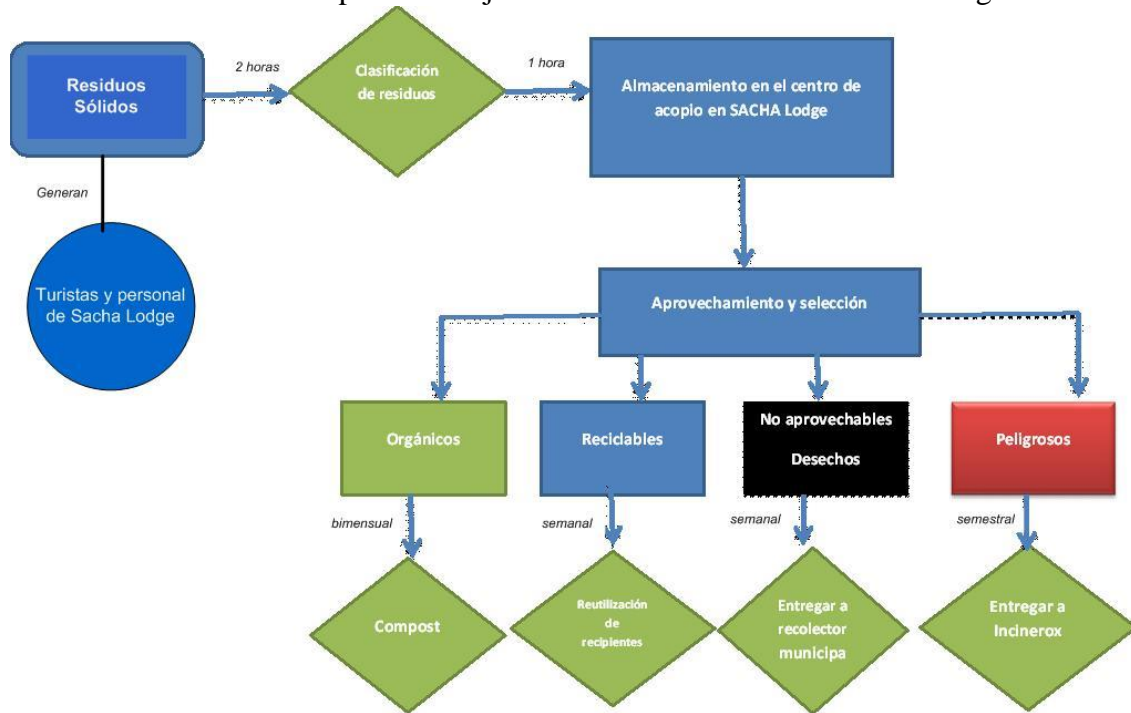 Residuos
Sólidos
2 horas
Clasificación
de residuos
1 hora
Almacenamiento en el centro de
acopio en SACHA Lodge
Generan
Turistas y personal
de Sacha Lodge
Aprovechamiento y selección
Orgánicos
Reciclables
No aprovechables
Desechos
Peligrosos
bimensual
semanal
semanal
semestral
Compost
Reutilización
de
recipientes
Entregar a
recolector
municipa
Entregar a
Incinerox